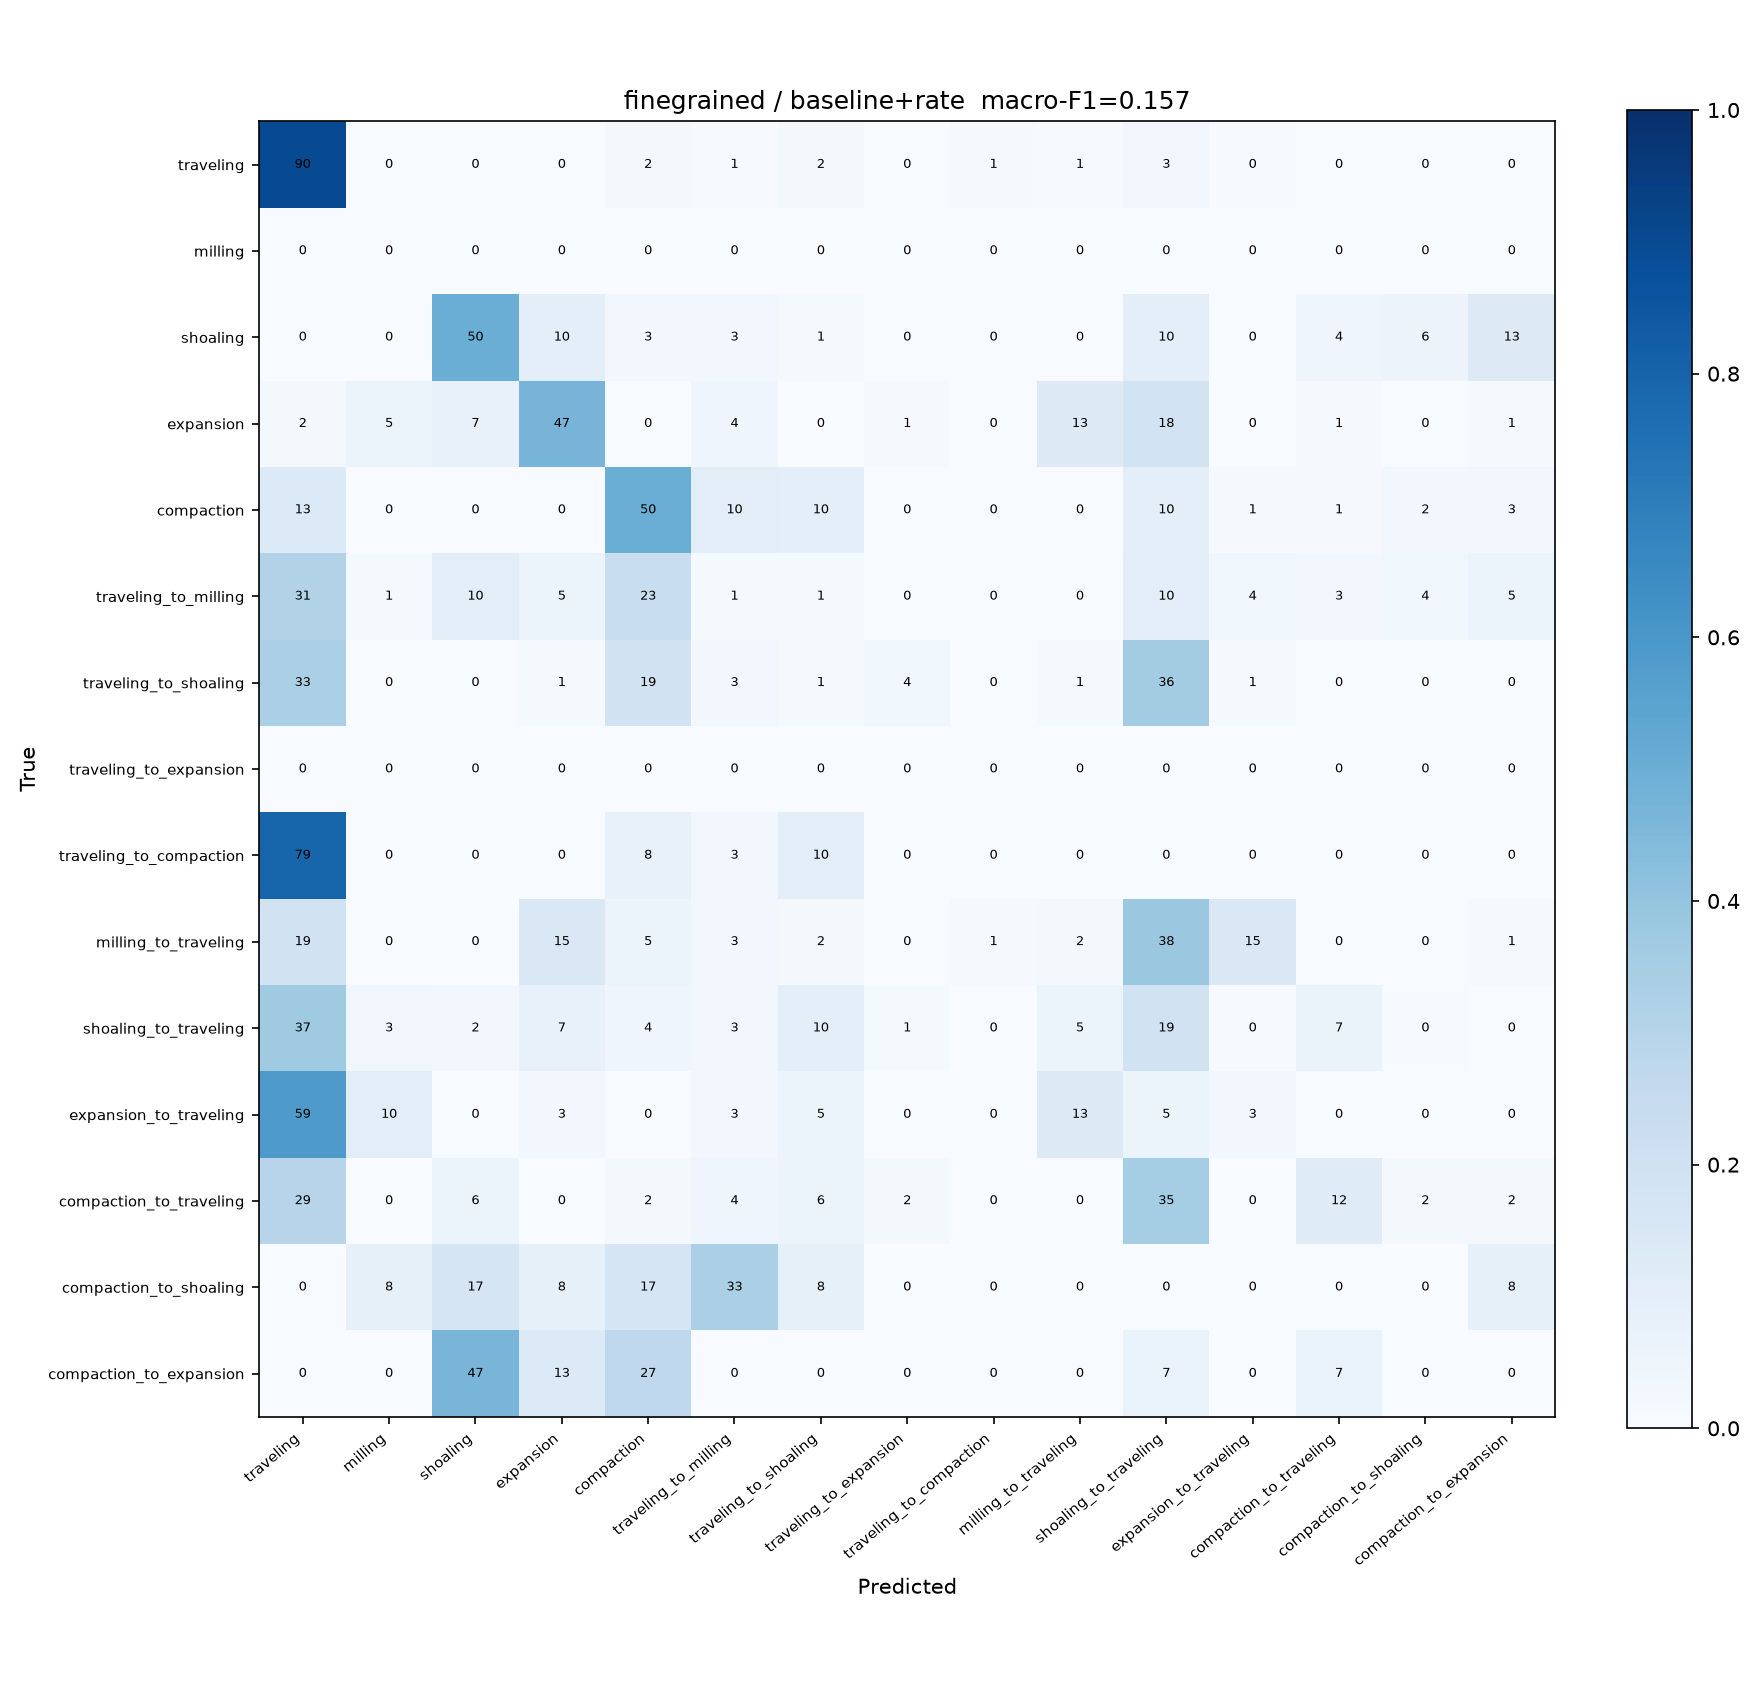 finegrained / baseline+rate  macro-F1=0.157
True
traveling 90 0 0 0 2 1 2 0 1 1 3 0 0 0 0
milling 0 0 0 0 0 0 0 0 0 0 0 0 0 0 0
shoaling 0 0 50 10 3 3 1 0 0 0 10 0 4 6 13
expansion 2 5 7 47 0 4 0 1 0 13 18 0 1 0 1
compaction 13 0 0 0 50 10 10 0 0 0 10 1 1 2 3
traveling_to_milling 31 1 10 5 23 1 1 0 0 0 10 4 3 4 5
traveling_to_shoaling 33 0 0 1 19 3 1 4 0 1 36 1 0 0 0
traveling_to_expansion 0 0 0 0 0 0 0 0 0 0 0 0 0 0 0
traveling_to_compaction 79 0 0 0 8 3 10 0 0 0 0 0 0 0 0
milling_to_traveling 19 0 0 15 5 3 2 0 1 2 38 15 0 0 1
shoaling_to_traveling 37 3 2 7 4 3 10 1 0 5 19 0 7 0 0
expansion_to_traveling 59 10 0 3 0 3 5 0 0 13 5 3 0 0 0
compaction_to_traveling 29 0 6 0 2 4 6 2 0 0 35 0 12 2 2
compaction_to_shoaling 0 8 17 8 17 33 8 0 0 0 0 0 0 0 8
compaction_to_expansion 0 0 47 13 27 0 0 0 0 0 7 0 7 0 0
traveling
milling
shoaling
expansion
compaction
traveling_to_milling
traveling_to_shoaling
traveling_to_expansion
traveling_to_compaction
milling_to_traveling
shoaling_to_traveling
expansion_to_traveling
compaction_to_traveling
compaction_to_shoaling
compaction_to_expansion
Predicted
1.0
0.8
0.6
0.4
0.2
0.0